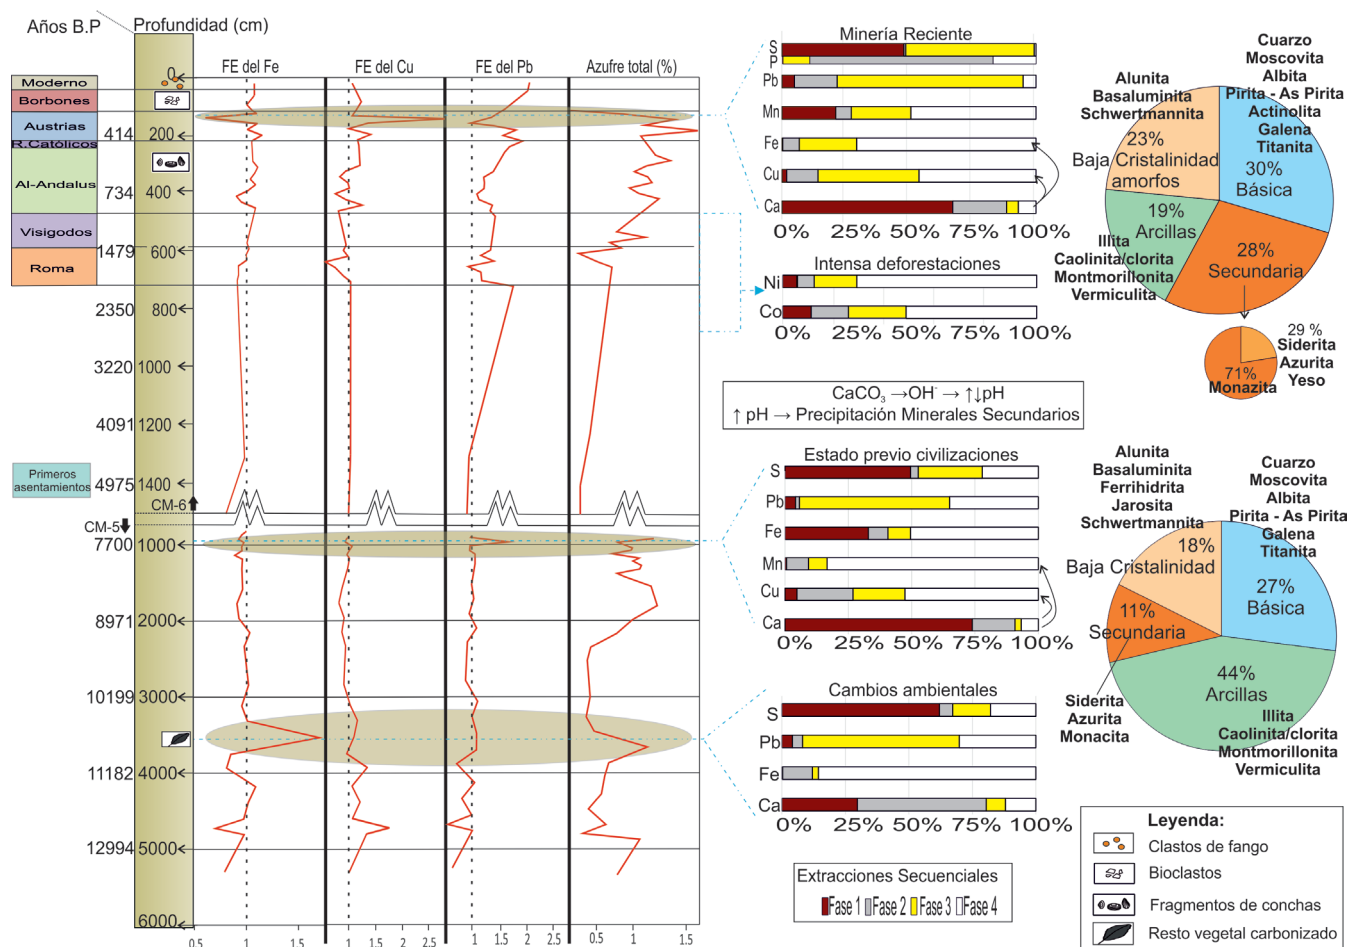 Años B.P
Profundidad (cm)
FE del Fe
FE del Cu
FE del Pb
Azufre total (%)
Moderno
Borbones
Austrias
R.Católicos
Al-Andalus
Visigodos
Roma
Primeros
asentamientos
414
734
1479
2350
3220
4091
4975
CM-6
CM-5
7700
8971
10199
11182
12994
0
200
400
600
800
1000
1200
1400
1000
2000
3000
4000
5000
6000
0.5 1 1.5 2 2.5
1 1.5 2 2.5
1 1.5 2 2.5
0.5 1 1.5
Minería Reciente
S
P
Pb
Mn
Fe
Cu
Ca
0% 25% 50% 75% 100%
Intensa deforestaciones
Ni
Co
0% 25% 50% 75% 100%
CaCO₃ →OH⁻ → ↑↓pH
↑ pH → Precipitación Minerales Secundarios
Estado previo civilizaciones
S
Pb
Fe
Mn
Cu
Ca
0% 25% 50% 75% 100%
Cambios ambientales
S
Pb
Fe
Ca
0% 25% 50% 75% 100%
Extracciones Secuenciales
Fase 1 Fase 2 Fase 3 Fase 4
Alunita
Basaluminita
Schwertmannita
23%
Baja Cristalinidad
amorfos
Cuarzo
Moscovita
Albita
Pirita - As Pirita
Actinolita
Galena
Titanita
30%
Básica
19%
Arcillas
Illita
Caolinita/clorita
Montmorillonita
Vermiculita
28%
Secundaria
29 %
Siderita
Azurita
Yeso
71%
Monazita
Alunita
Basaluminita
Ferrihidrita
Jarosita
Schwertmannita
18%
Baja Cristalinidad
Cuarzo
Moscovita
Albita
Pirita - As Pirita
Galena
Titanita
27%
Básica
11%
Secundaria
Siderita
Azurita
Monacita
44%
Arcillas
Illita
Caolinita/clorita
Montmorillonita
Vermiculita
Leyenda:
Clastos de fango
Bioclastos
Fragmentos de conchas
Resto vegetal carbonizado